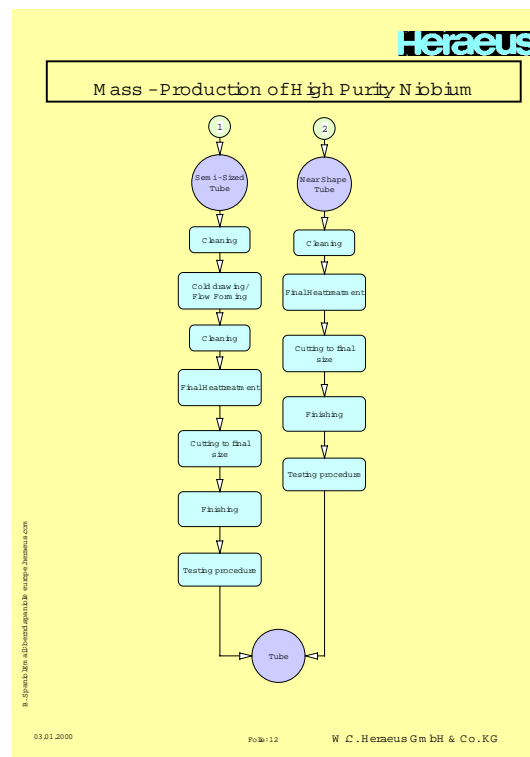 Heraeus
Mass-Production of High Purity Niobium
1
2
Semi-Sized
Tube
Near Shape
Tube
Cleaning
Cleaning
Cold drawing/
Flow Forming
Final Heattreatment
Cleaning
Cutting to final
size
Final Heattreatment
Finishing
Cutting to final
size
Testing procedure
Finishing
Testing procedure
Tube
03.01.2000
Folie: 12
W.C. Heraeus GmbH & Co. KG